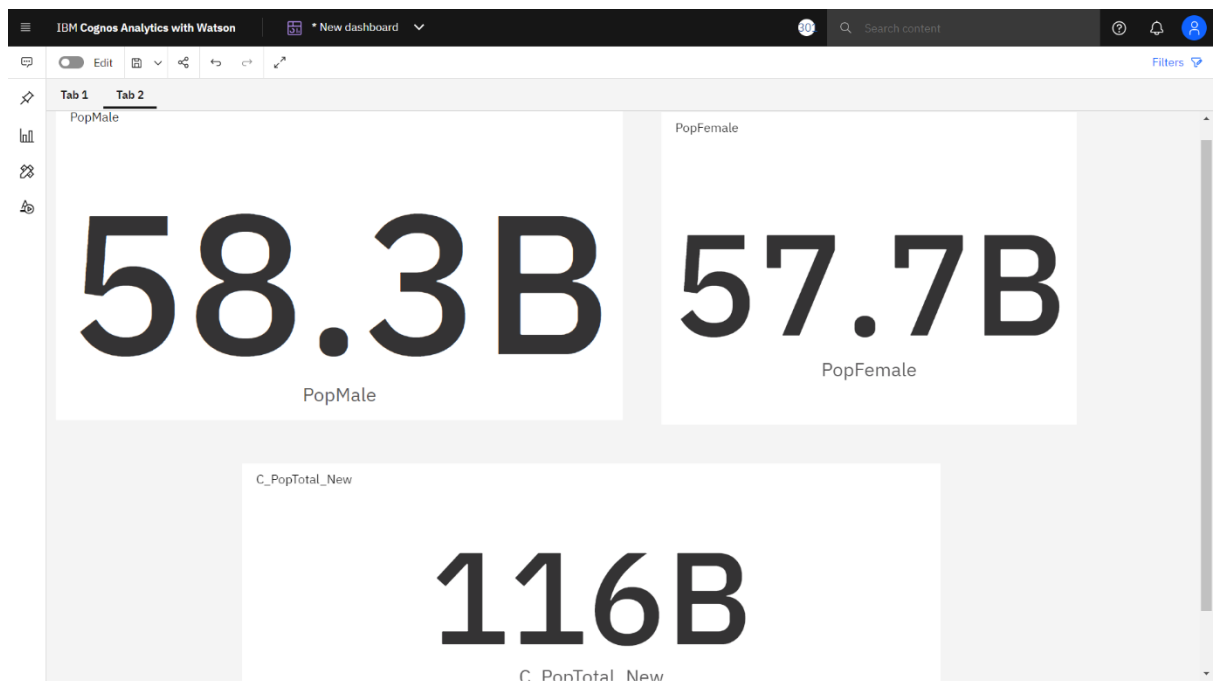 IBM Cognos Analytics with Watson
* New dashboard
Search content
Edit
Filters
Tab 1 Tab 2
PopMale
PopFemale
58.3B
57.7B
PopMale
PopFemale
C_PopTotal_New
116B
C_PopTotal_New